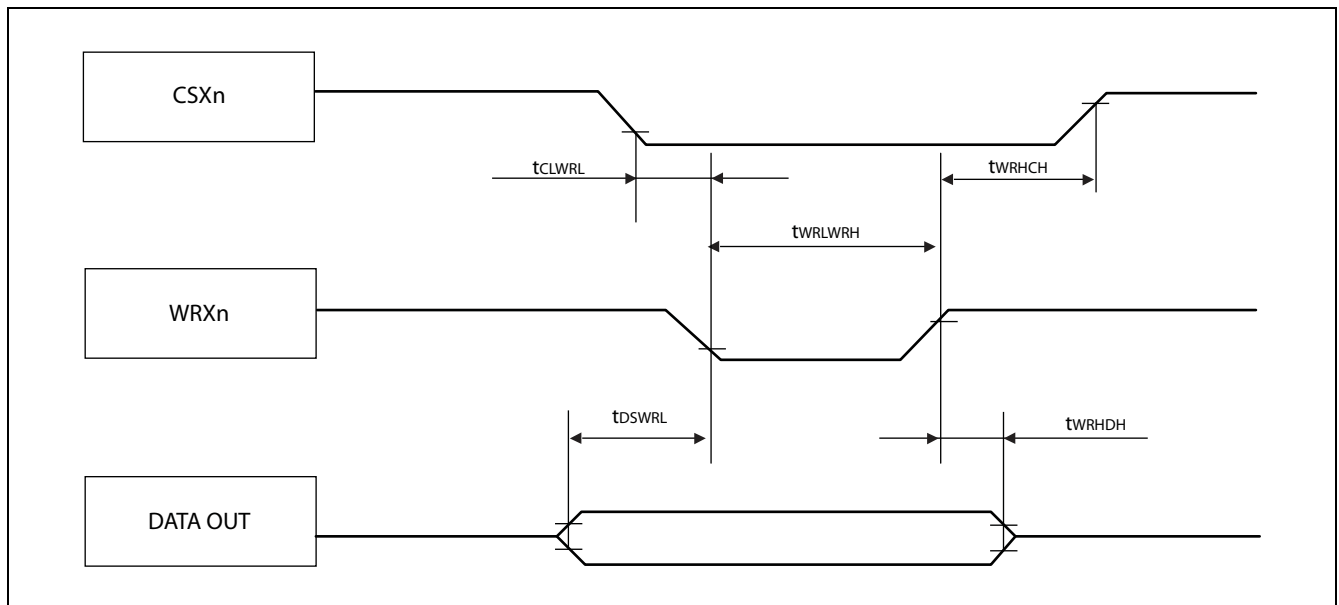 CSXn
tCLWRL
tWRHCH
tWRLWRH
WRXn
tDSWRL
tWRHDH
DATA OUT